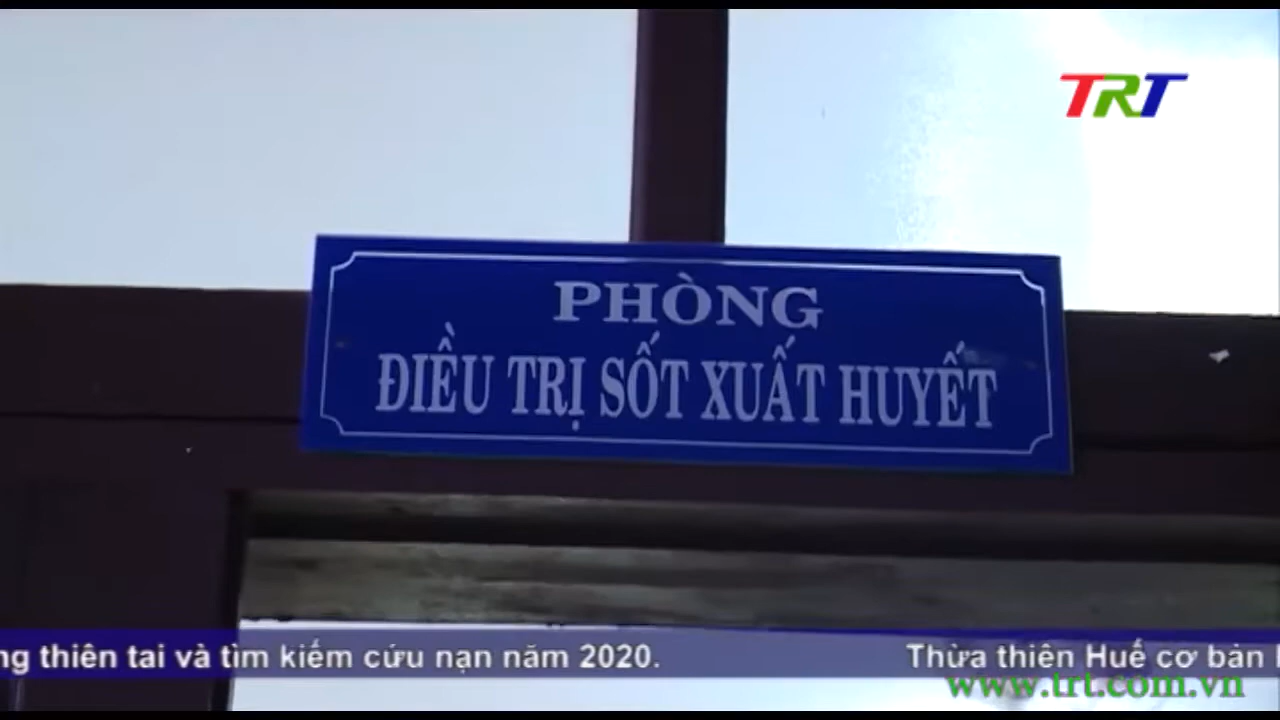 TRT
PHÒNG
ĐIỀU TRỊ SỐT XUẤT HUYẾT
thiên tai và tìm kiếm cứu nạn năm 2020.
Thừa thiên Huế cơ bản
www.trt.com.vn